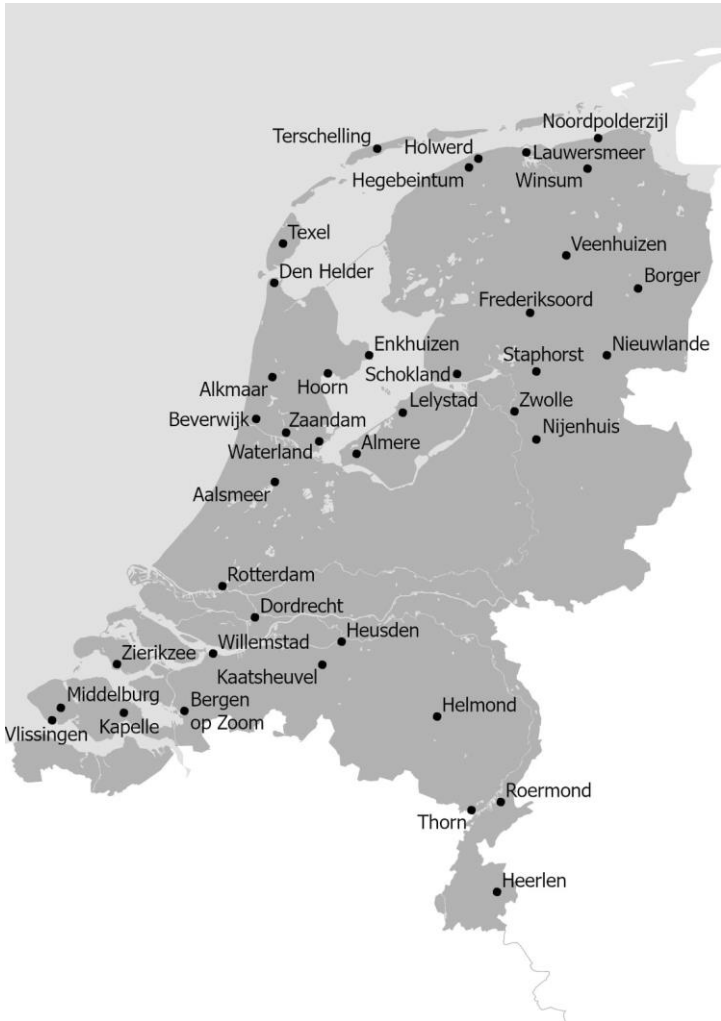 Noordpolderzijl
Terschelling
Holwerd
Lauwersmeer
Hegebeintum
Winsum
Texel
Veenhuizen
Den Helder
Borger
Frederiksoord
Enkhuizen
Staphorst
Nieuwlande
Alkmaar
Hoorn
Schokland
Lelystad
Zwolle
Beverwijk
Zaandam
Waterland
Almere
Nijenhuis
Aalsmeer
Rotterdam
Dordrecht
Heusden
Willemstad
Zierikzee
Kaatsheuvel
Middelburg
Bergen
op Zoom
Kapelle
Helmond
Vlissingen
Roermond
Thorn
Heerlen